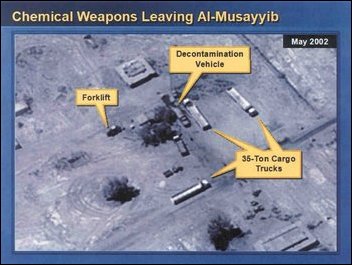 Chemical Weapons Leaving Al-Musayyib
May 2002
Decontamination
Vehicle
Forklift
35-Ton Cargo
Trucks